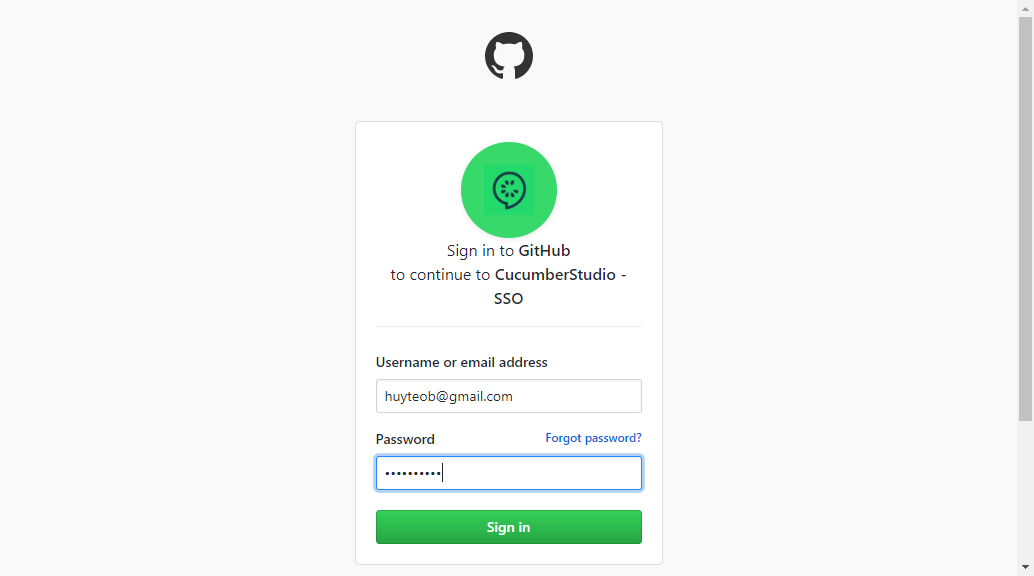 Sign in to GitHub
to continue to CucumberStudio -
SSO
Username or email address
huyteob@gmail.com
Password Forgot password?
••••••••••
Sign in